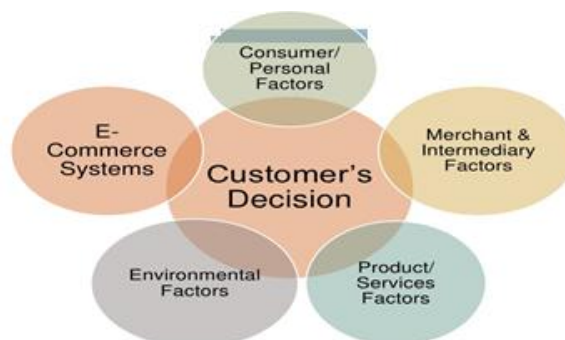 Consumer/
Personal
Factors
E-
Commerce
Systems
Merchant &
Intermediary
Factors
Customer's
Decision
Environmental
Factors
Product/
Services
Factors